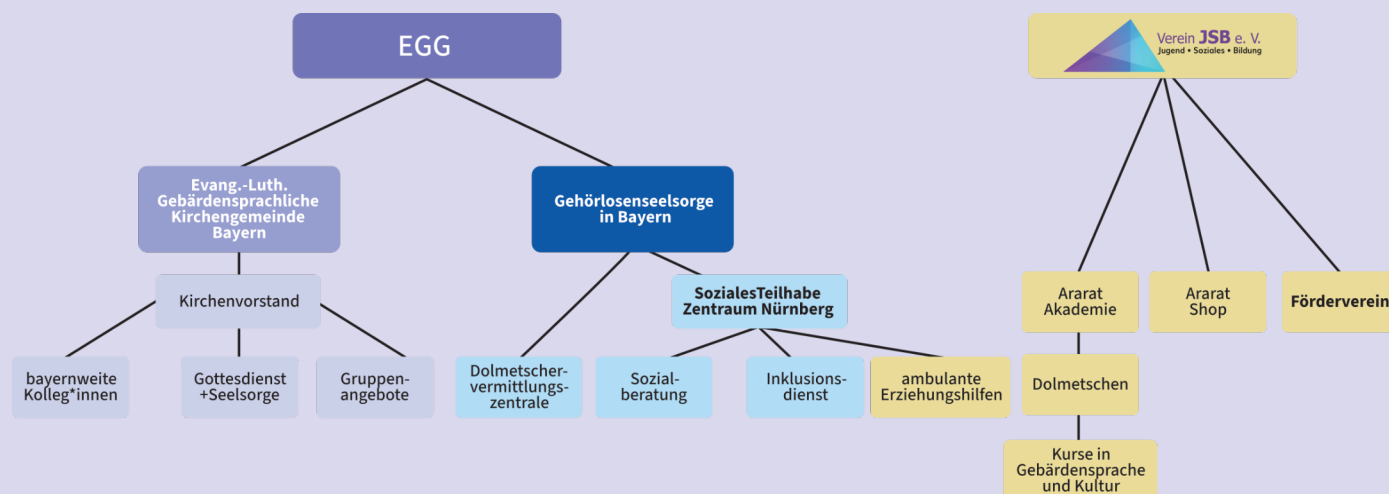 EGG
Verein JSB e. V.
Jugend • Soziales • Bildung
Evang.-Luth.
Gebärdensprachliche
Kirchengemeinde
Bayern
Gehörlosenseelsorge
in Bayern
Kirchenvorstand
SozialesTeilhabe
Zentraum Nürnberg
Ararat
Akademie
Ararat
Shop
Förderverein
bayernweite
Kolleg*innen
Gottesdienst
+Seelsorge
Gruppen-
angebote
Dolmetscher-
vermittlungs-
zentrale
Sozial-
beratung
Inklusions-
dienst
ambulante
Erziehungshilfen
Dolmetschen
Kurse in
Gebärdensprache
und Kultur